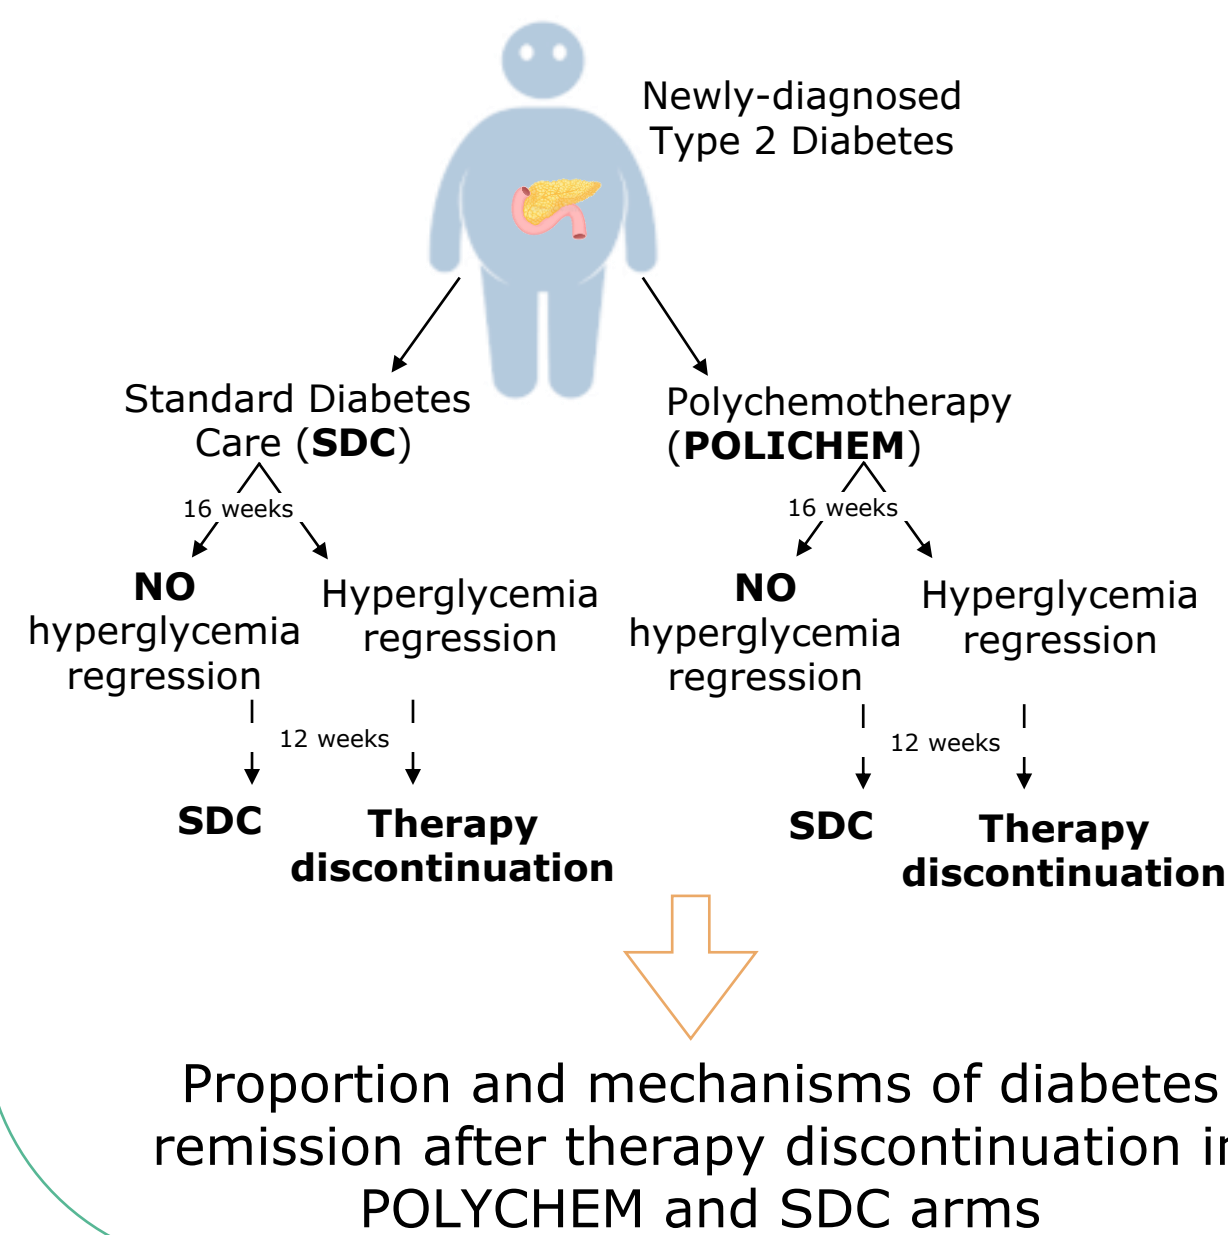 Newly-diagnosed
Type 2 Diabetes
Standard Diabetes
Care (SDC)
16 weeks
NO
hyperglycemia
regression
Hyperglycemia
regression
12 weeks
SDC
Therapy
discontinuation
Polychemotherapy
(POLICHEM)
16 weeks
NO
hyperglycemia
regression
Hyperglycemia
regression
12 weeks
SDC
Therapy
discontinuation
Proportion and mechanisms of diabetes
remission after therapy discontinuation in
POLYCHEM and SDC arms